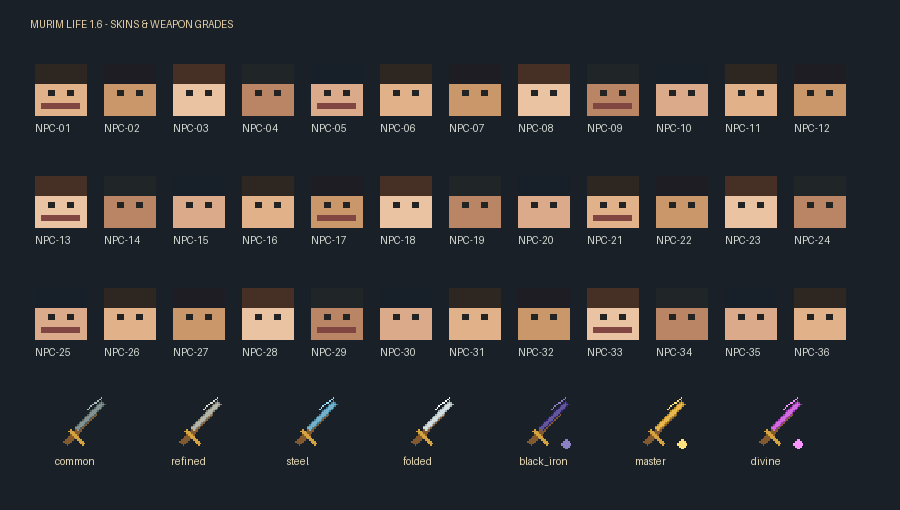 MURIM LIFE 1.6 - SKINS & WEAPON GRADES
NPC-01 NPC-02 NPC-03 NPC-04 NPC-05 NPC-06 NPC-07 NPC-08 NPC-09 NPC-10 NPC-11 NPC-12
NPC-13 NPC-14 NPC-15 NPC-16 NPC-17 NPC-18 NPC-19 NPC-20 NPC-21 NPC-22 NPC-23 NPC-24
NPC-25 NPC-26 NPC-27 NPC-28 NPC-29 NPC-30 NPC-31 NPC-32 NPC-33 NPC-34 NPC-35 NPC-36
common refined steel folded black_iron master divine